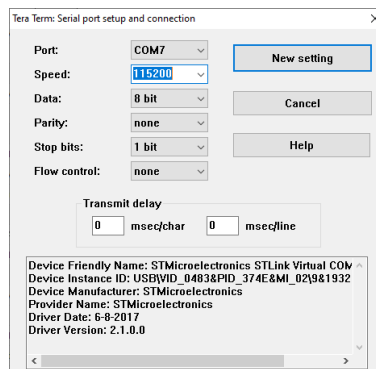 Tera Term: Serial port setup and connection
Port: COM7 New setting
Speed: 115200
Data: 8 bit Cancel
Parity: none
Stop bits: 1 bit Help
Flow control: none
Transmit delay
0 msec/char 0 msec/line
Device Friendly Name: STMicroelectronics STLink Virtual COM
Device Instance ID: USB\VID_0483&PID_374E&MI_02\9&1932
Device Manufacturer: STMicroelectronics
Provider Name: STMicroelectronics
Driver Date: 6-8-2017
Driver Version: 2.1.0.0